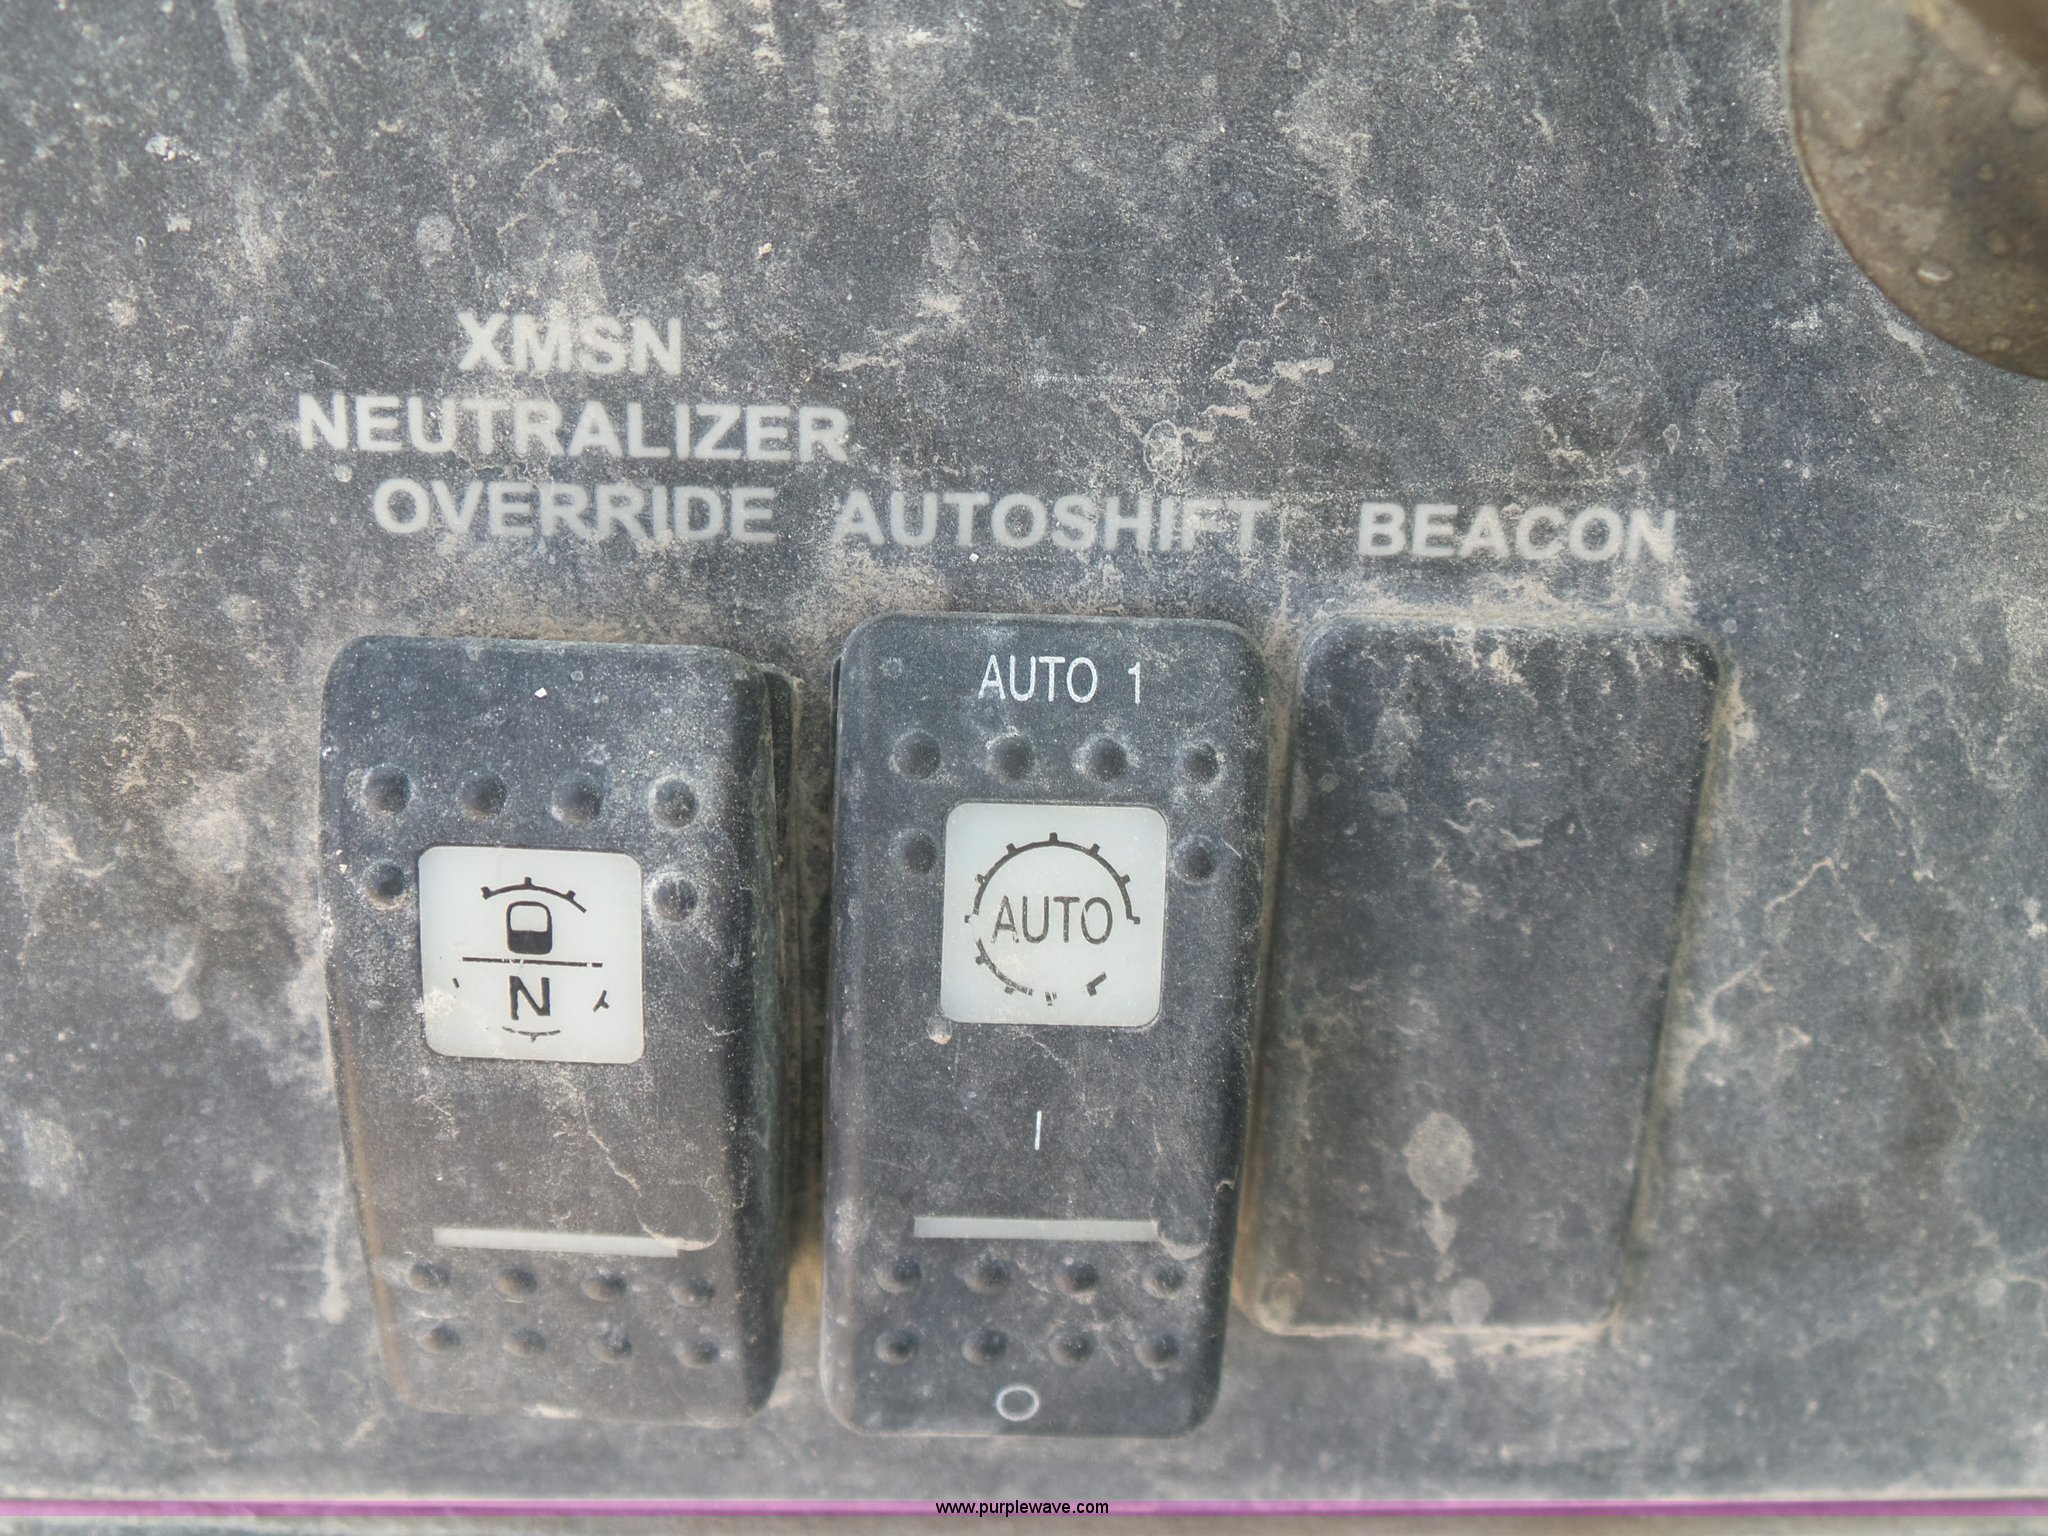 XMSN
NEUTRALIZER
OVERRIDE AUTOSHIFT BEACON
AUTO 1
AUTO
N
I
O
www.purplewave.com